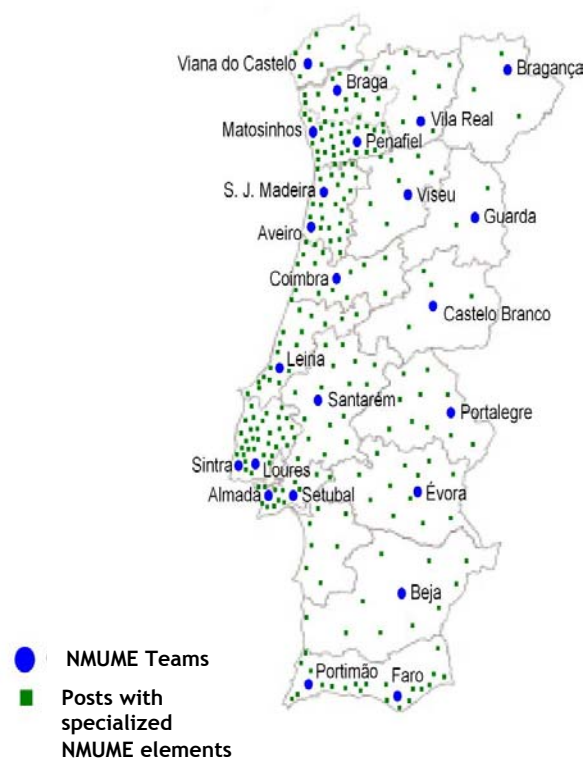 Viana do Castelo
Bragança
Braga
Vila Real
Matosinhos
Penafiel
S. J. Madeira
Viseu
Guarda
Aveiro
Coimbra
Castelo Branco
Leiria
Santarém
Portalegre
Sintra
Loures
Almada
Setubal
Évora
Beja
NMUME Teams
Portimão
Faro
Posts with
specialized
NMUME elements